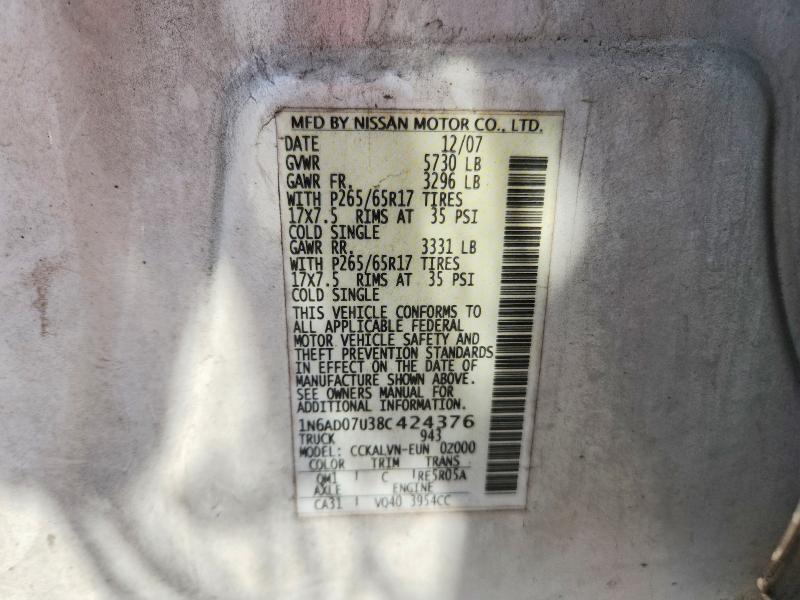 MFD BY NISSAN MOTOR CO., LTD.
DATE 12/07
GVWR 5730 LB
GAWR FR. 3296 LB
WITH P265/65R17 TIRES
17X7.5 RIMS AT 35 PSI
COLD SINGLE
GAWR RR. 3331 LB
WITH P265/65R17 TIRES
17X7.5 RIMS AT 35 PSI
COLD SINGLE
THIS VEHICLE CONFORMS TO
ALL APPLICABLE FEDERAL
MOTOR VEHICLE SAFETY AND
THEFT PREVENTION STANDARDS
IN EFFECT ON THE DATE OF
MANUFACTURE SHOWN ABOVE.
SEE OWNERS MANUAL FOR
ADDITIONAL INFORMATION.
1N6AD07U38C424376
TRUCK 943
MODEL: CCKALVN-EUN 02000
COLOR TRIM TRANS
QM1 C RE5R05A
AXLE ENGINE
CA31 VQ40 3954CC